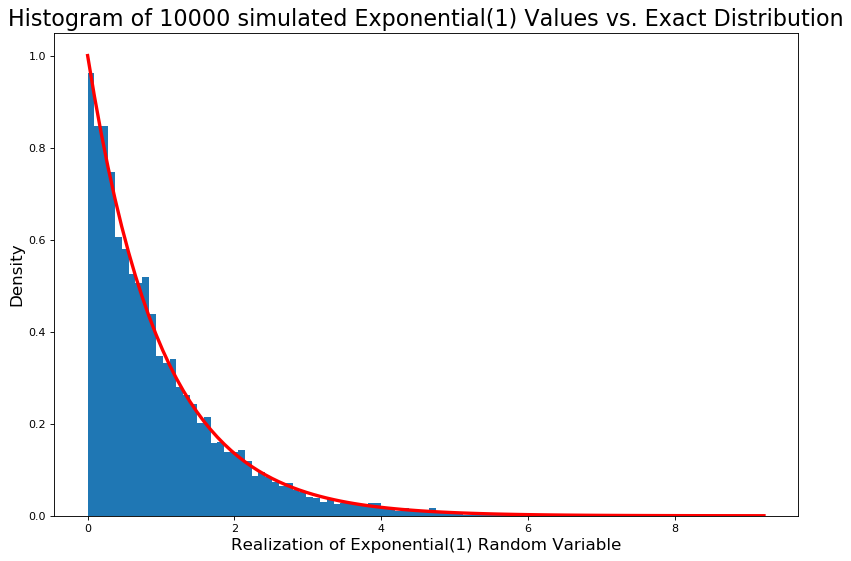 Histogram of 10000 simulated Exponential(1) Values vs. Exact Distribution
1.0
0.8
0.6
0.4
0.2
0.0
Density
0 2 4 6 8
Realization of Exponential(1) Random Variable